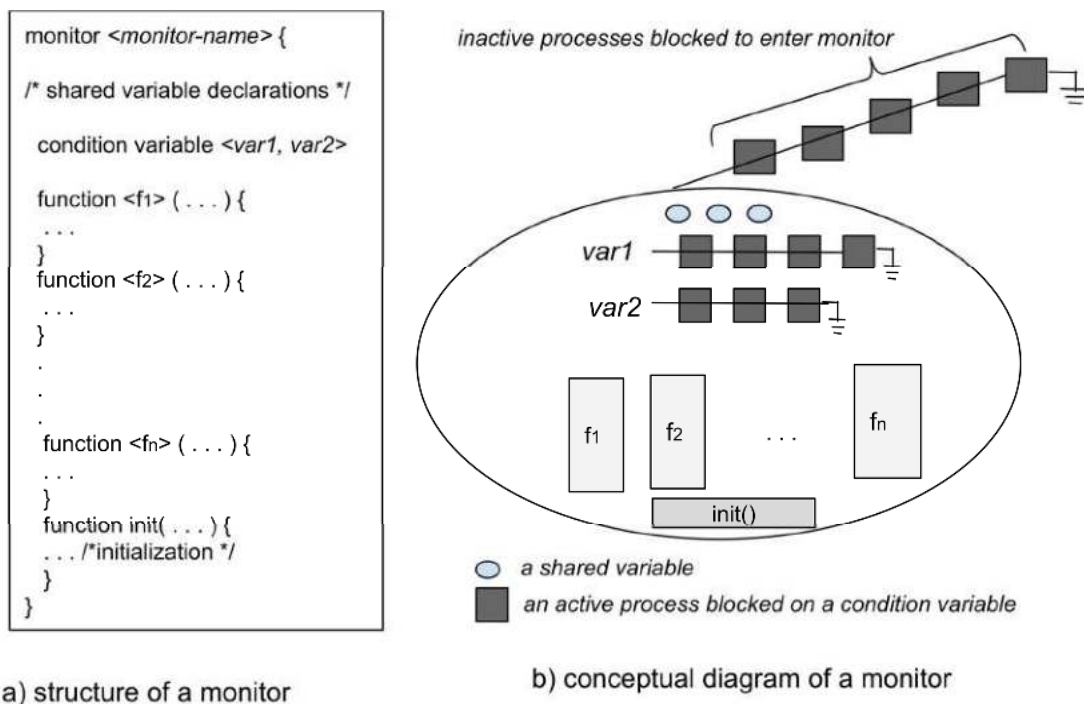 monitor <monitor-name> {
/* shared variable declarations */
condition variable <var1, var2>
function <f1> ( . . . ) {
. . .
}
function <f2> ( . . . ) {
. . .
}
.
.
.
function <fn> ( . . . ) {
. . .
}
function init( . . . ) {
. . . /*initialization */
}
}
a) structure of a monitor
inactive processes blocked to enter monitor
var1
var2
f1
f2
. . .
fn
init()
a shared variable
an active process blocked on a condition variable
b) conceptual diagram of a monitor